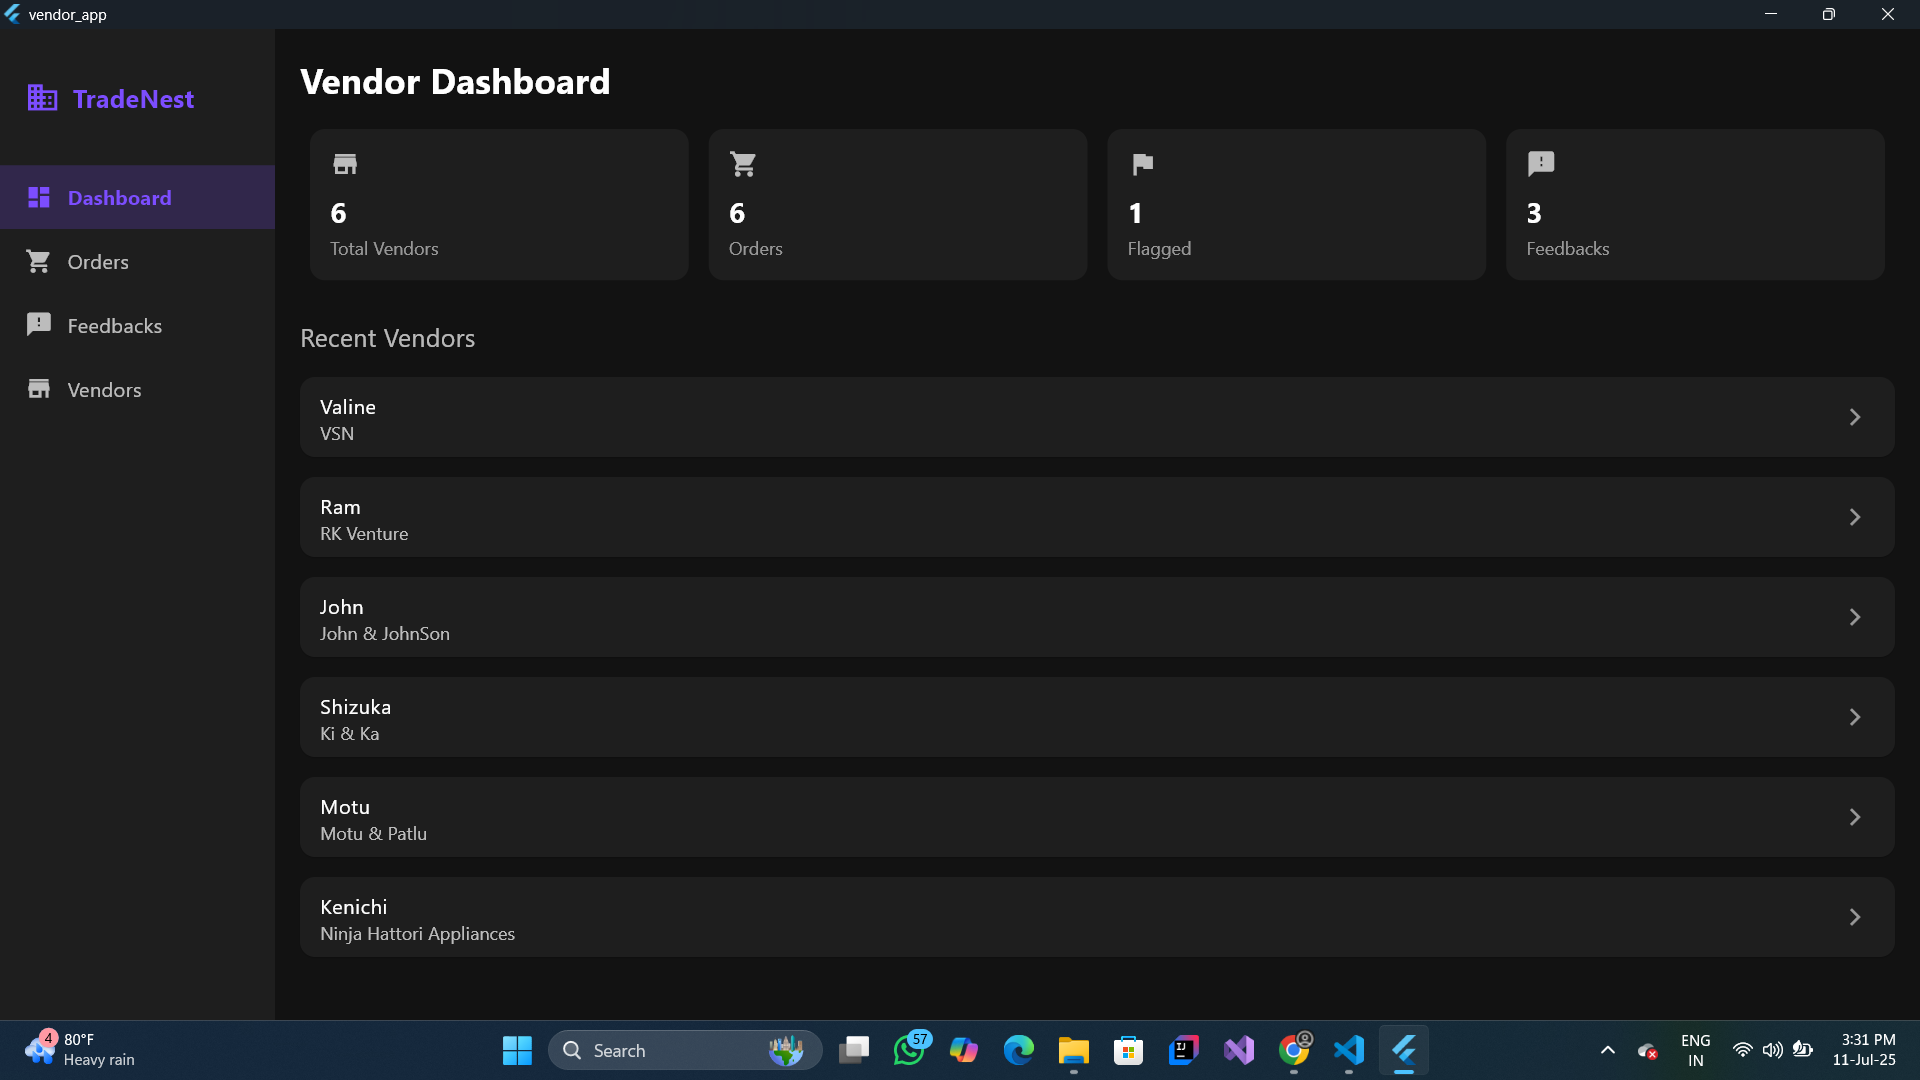 vendor_app
TradeNest
Dashboard
Orders
Feedbacks
Vendors
Vendor Dashboard
6
Total Vendors
6
Orders
1
Flagged
3
Feedbacks
Recent Vendors
Valine
VSN
Ram
RK Venture
John
John & JohnSon
Shizuka
Ki & Ka
Motu
Motu & Patlu
Kenichi
Ninja Hattori Appliances
4
80°F
Heavy rain
Search
57
IJ
ENG
IN
3:31 PM
11-Jul-25